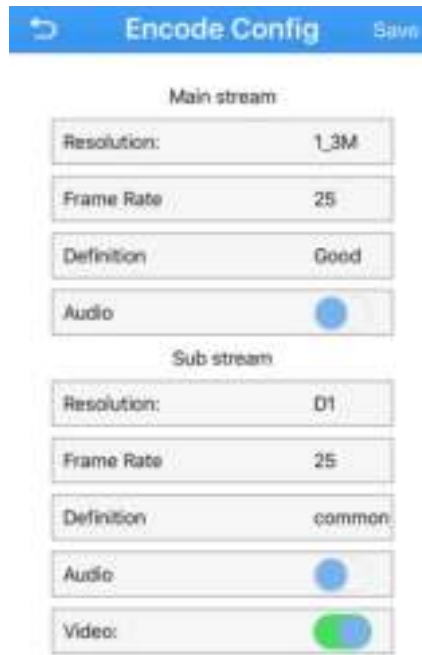 Encode Config Save
Main stream
Resolution: 1_3M
Frame Rate 25
Definition Good
Audio
Sub stream
Resolution: D1
Frame Rate 25
Definition common
Audio
Video: